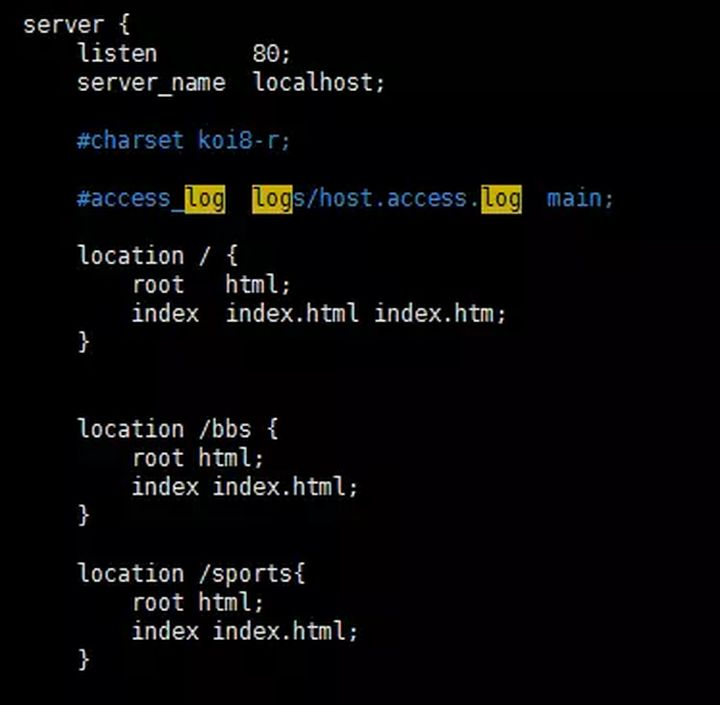 server {
    listen       80;
    server_name  localhost;
    #charset koi8-r;
    #access_log  logs/host.access.log  main;
    location / {
        root   html;
        index  index.html index.htm;
    }
    location /bbs {
        root html;
        index index.html;
    }
    location /sports{
        root html;
        index index.html;
    }